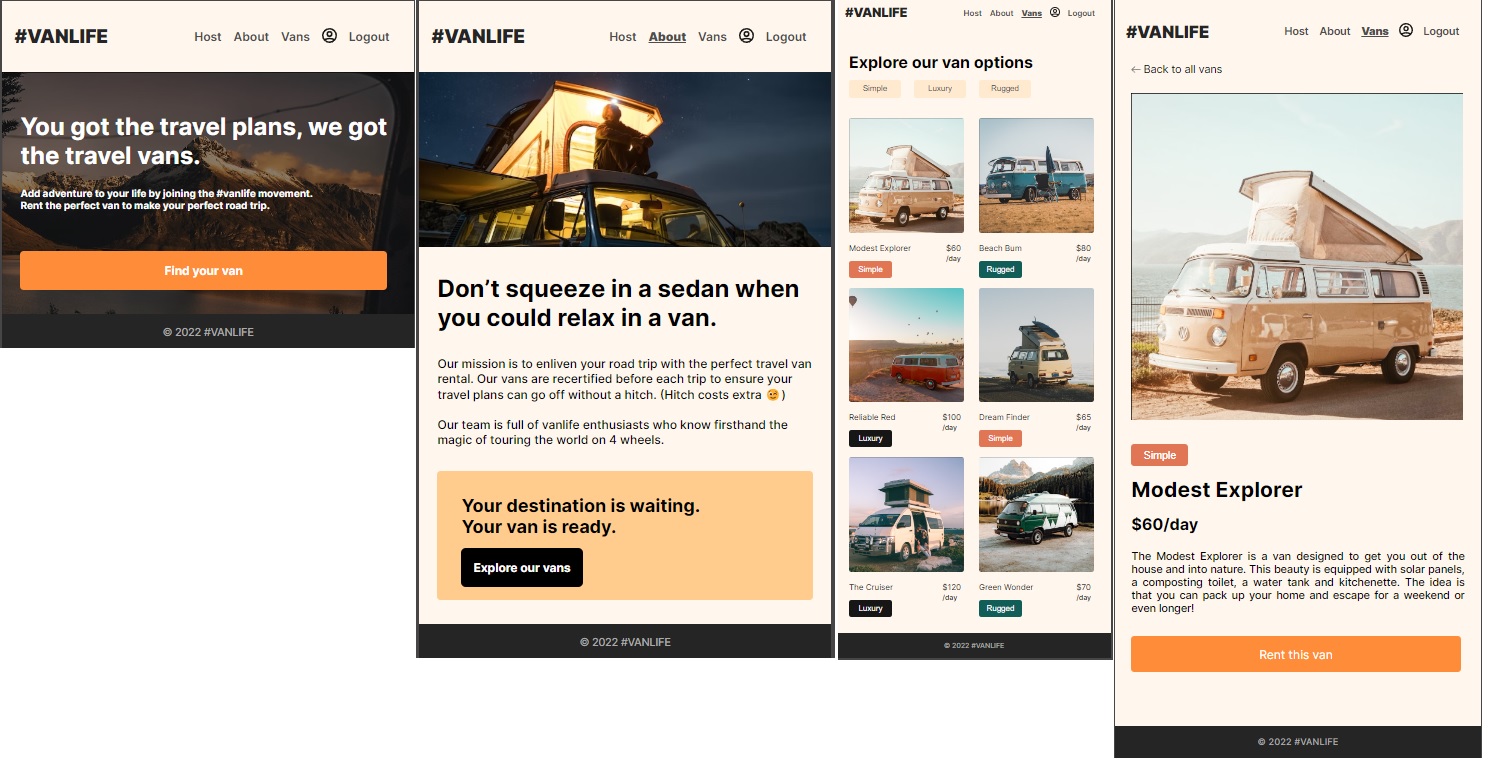 #VANLIFE
Host About Vans Logout
You got the travel plans, we got
the travel vans.
Add adventure to your life by joining the #vanlife movement.
Rent the perfect van to make your perfect road trip.
Find your van
© 2022 #VANLIFE
#VANLIFE
Host About Vans Logout
Don’t squeeze in a sedan when
you could relax in a van.
Our mission is to enliven your road trip with the perfect travel van
rental. Our vans are recertified before each trip to ensure your
travel plans can go off without a hitch. (Hitch costs extra 😉)
Our team is full of vanlife enthusiasts who know firsthand the
magic of touring the world on 4 wheels.
Your destination is waiting.
Your van is ready.
Explore our vans
© 2022 #VANLIFE
#VANLIFE
Host About Vans Logout
Explore our van options
Simple Luxury Rugged
Modest Explorer $60
/day
Simple
Beach Bum $80
/day
Rugged
Reliable Red $100
/day
Luxury
Dream Finder $65
/day
Simple
The Cruiser $120
/day
Luxury
Green Wonder $70
/day
Rugged
© 2022 #VANLIFE
#VANLIFE
Host About Vans Logout
← Back to all vans
Simple
Modest Explorer
$60/day
The Modest Explorer is a van designed to get you out of the
house and into nature. This beauty is equipped with solar panels,
a composting toilet, a water tank and kitchenette. The idea is
that you can pack up your home and escape for a weekend or
even longer!
Rent this van
© 2022 #VANLIFE